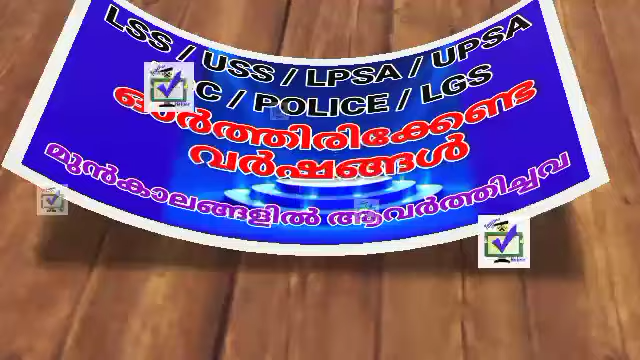 LSS / USS / LPSA / UPSA
C / POLICE / LGS
ഓർത്തിരിക്കേണ്ട
വർഷങ്ങൾ
മുൻകാലങ്ങളിൽ ആവർത്തിച്ചവ